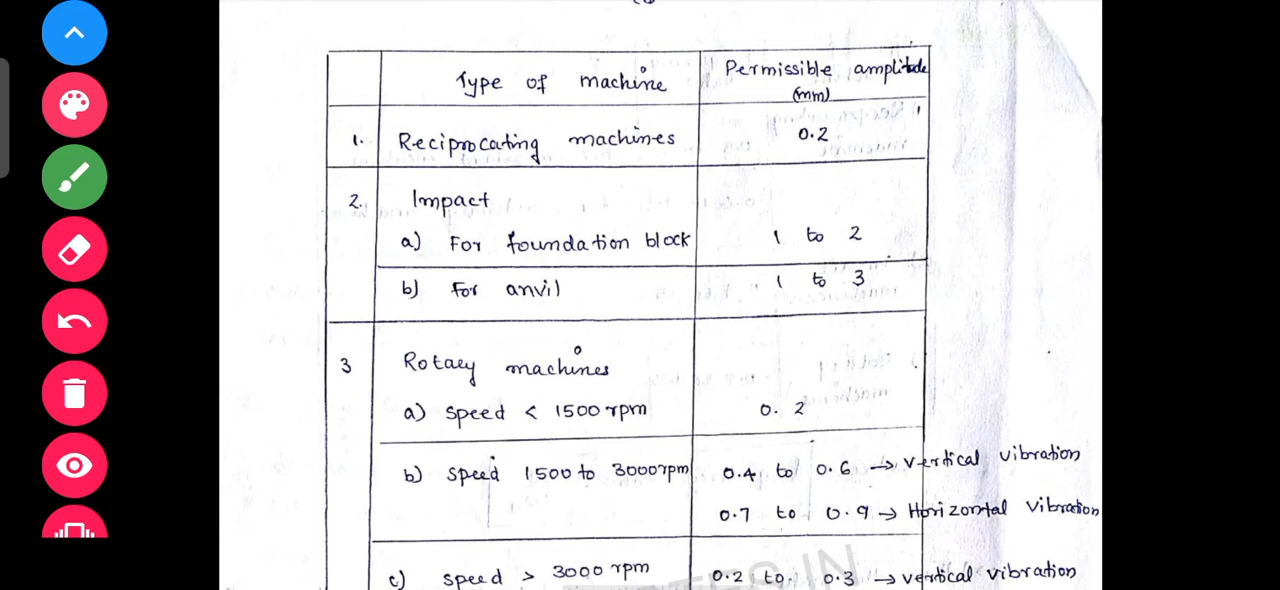 Type of machine
Permissible amplitude
(mm)
1. Reciprocating machines 0.2
2. Impact
a) For foundation block 1 to 2
b) For anvil 1 to 3
3 Rotary machines
a) speed < 1500 rpm 0.2
b) speed 1500 to 3000 rpm 0.4 to 0.6 → vertical vibration
0.7 to 0.9 → Horizontal vibration
c) speed > 3000 rpm 0.2 to 0.3 → vertical vibration